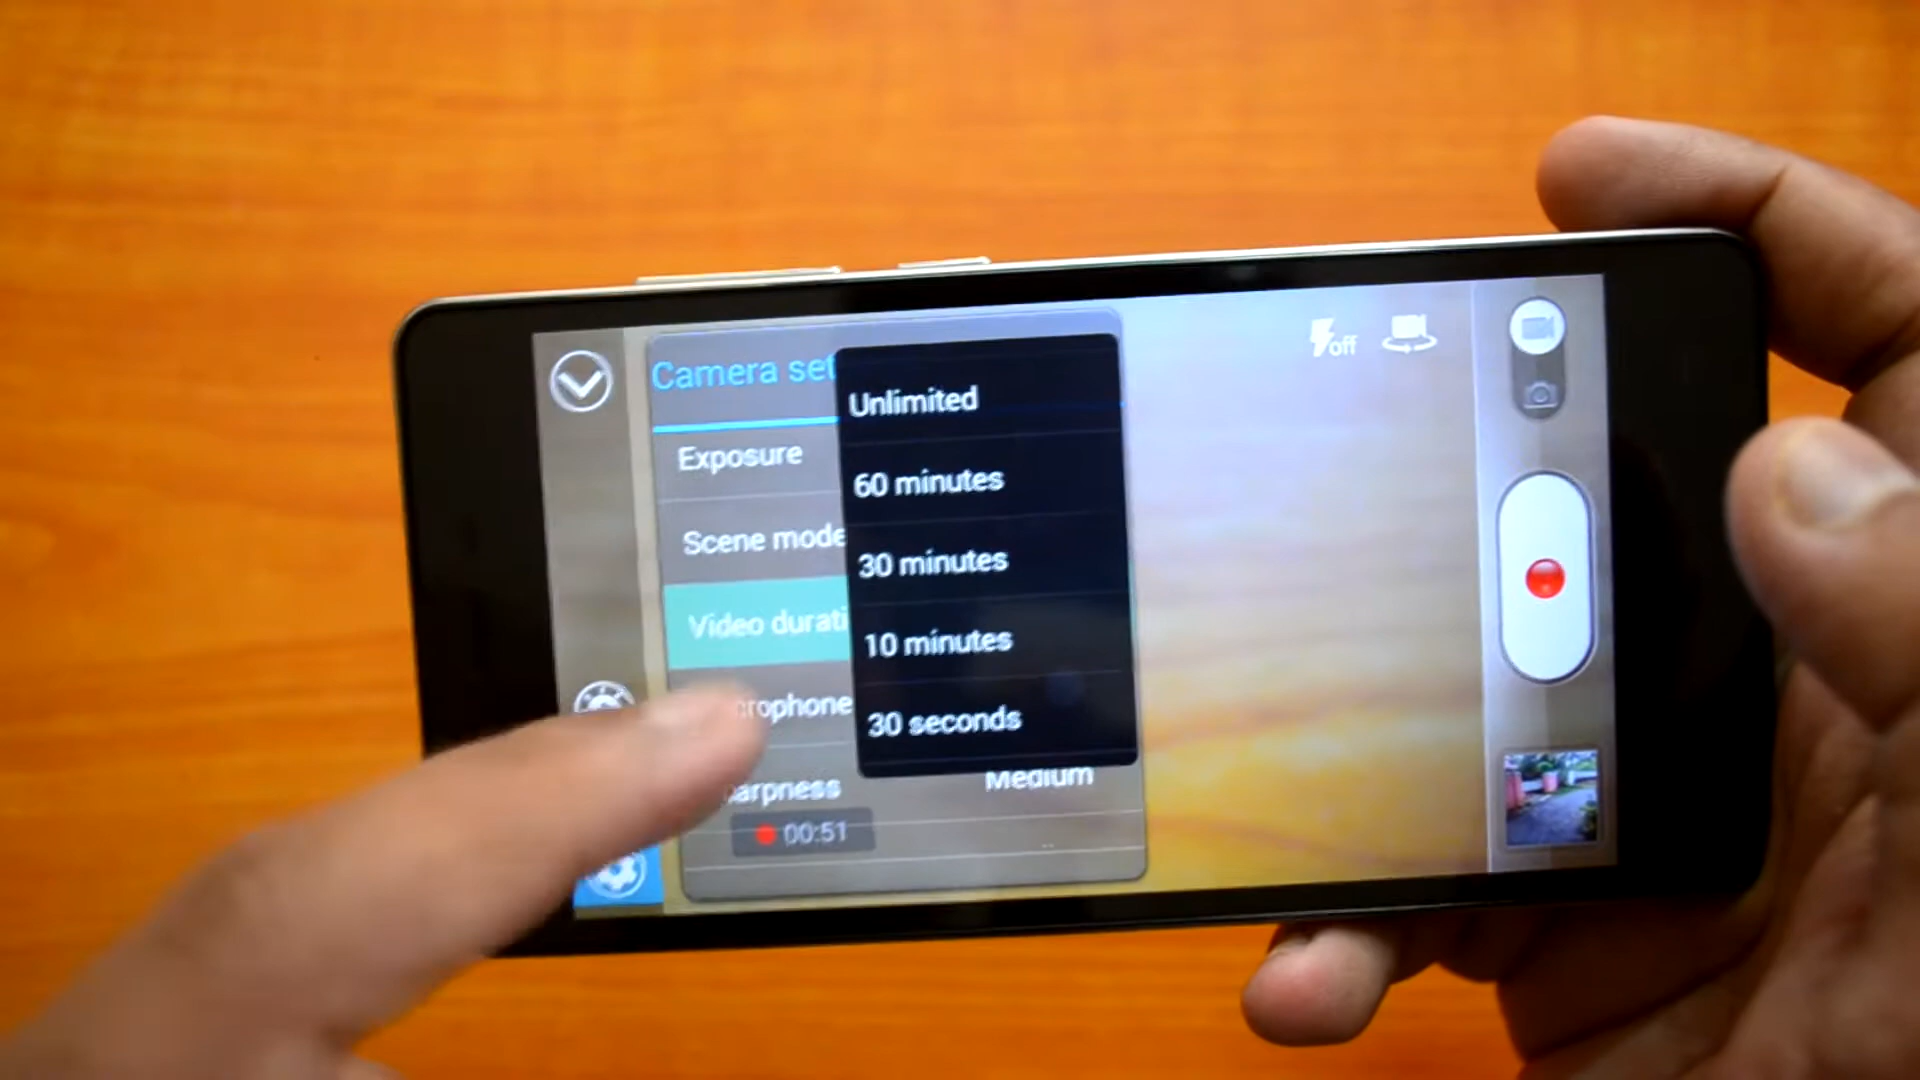 Camera set
Unlimited
Exposure
60 minutes
Scene mode
30 minutes
Video durati
10 minutes
crophone
30 seconds
arpness
Medium
00:51
off